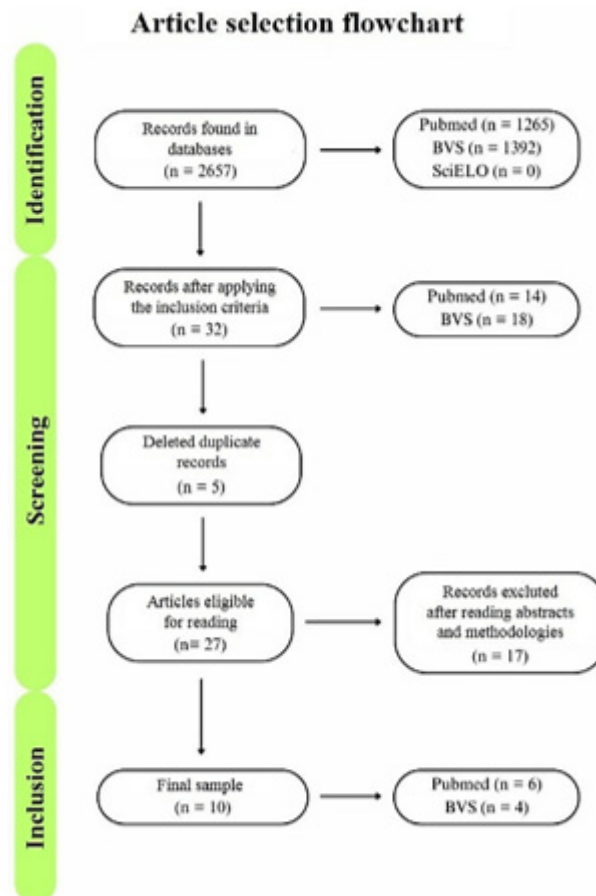 Article selection flowchart
Identification
Records found in
databases
(n = 2657)
Pubmed (n = 1265)
BVS (n = 1392)
SciELO (n = 0)
Screening
Records after applying
the inclusion criteria
(n = 32)
Pubmed (n = 14)
BVS (n = 18)
Deleted duplicate
records
(n = 5)
Articles eligible
for reading
(n= 27)
Records excluted
after reading abstracts
and methodologies
(n = 17)
Inclusion
Final sample
(n = 10)
Pubmed (n = 6)
BVS (n = 4)